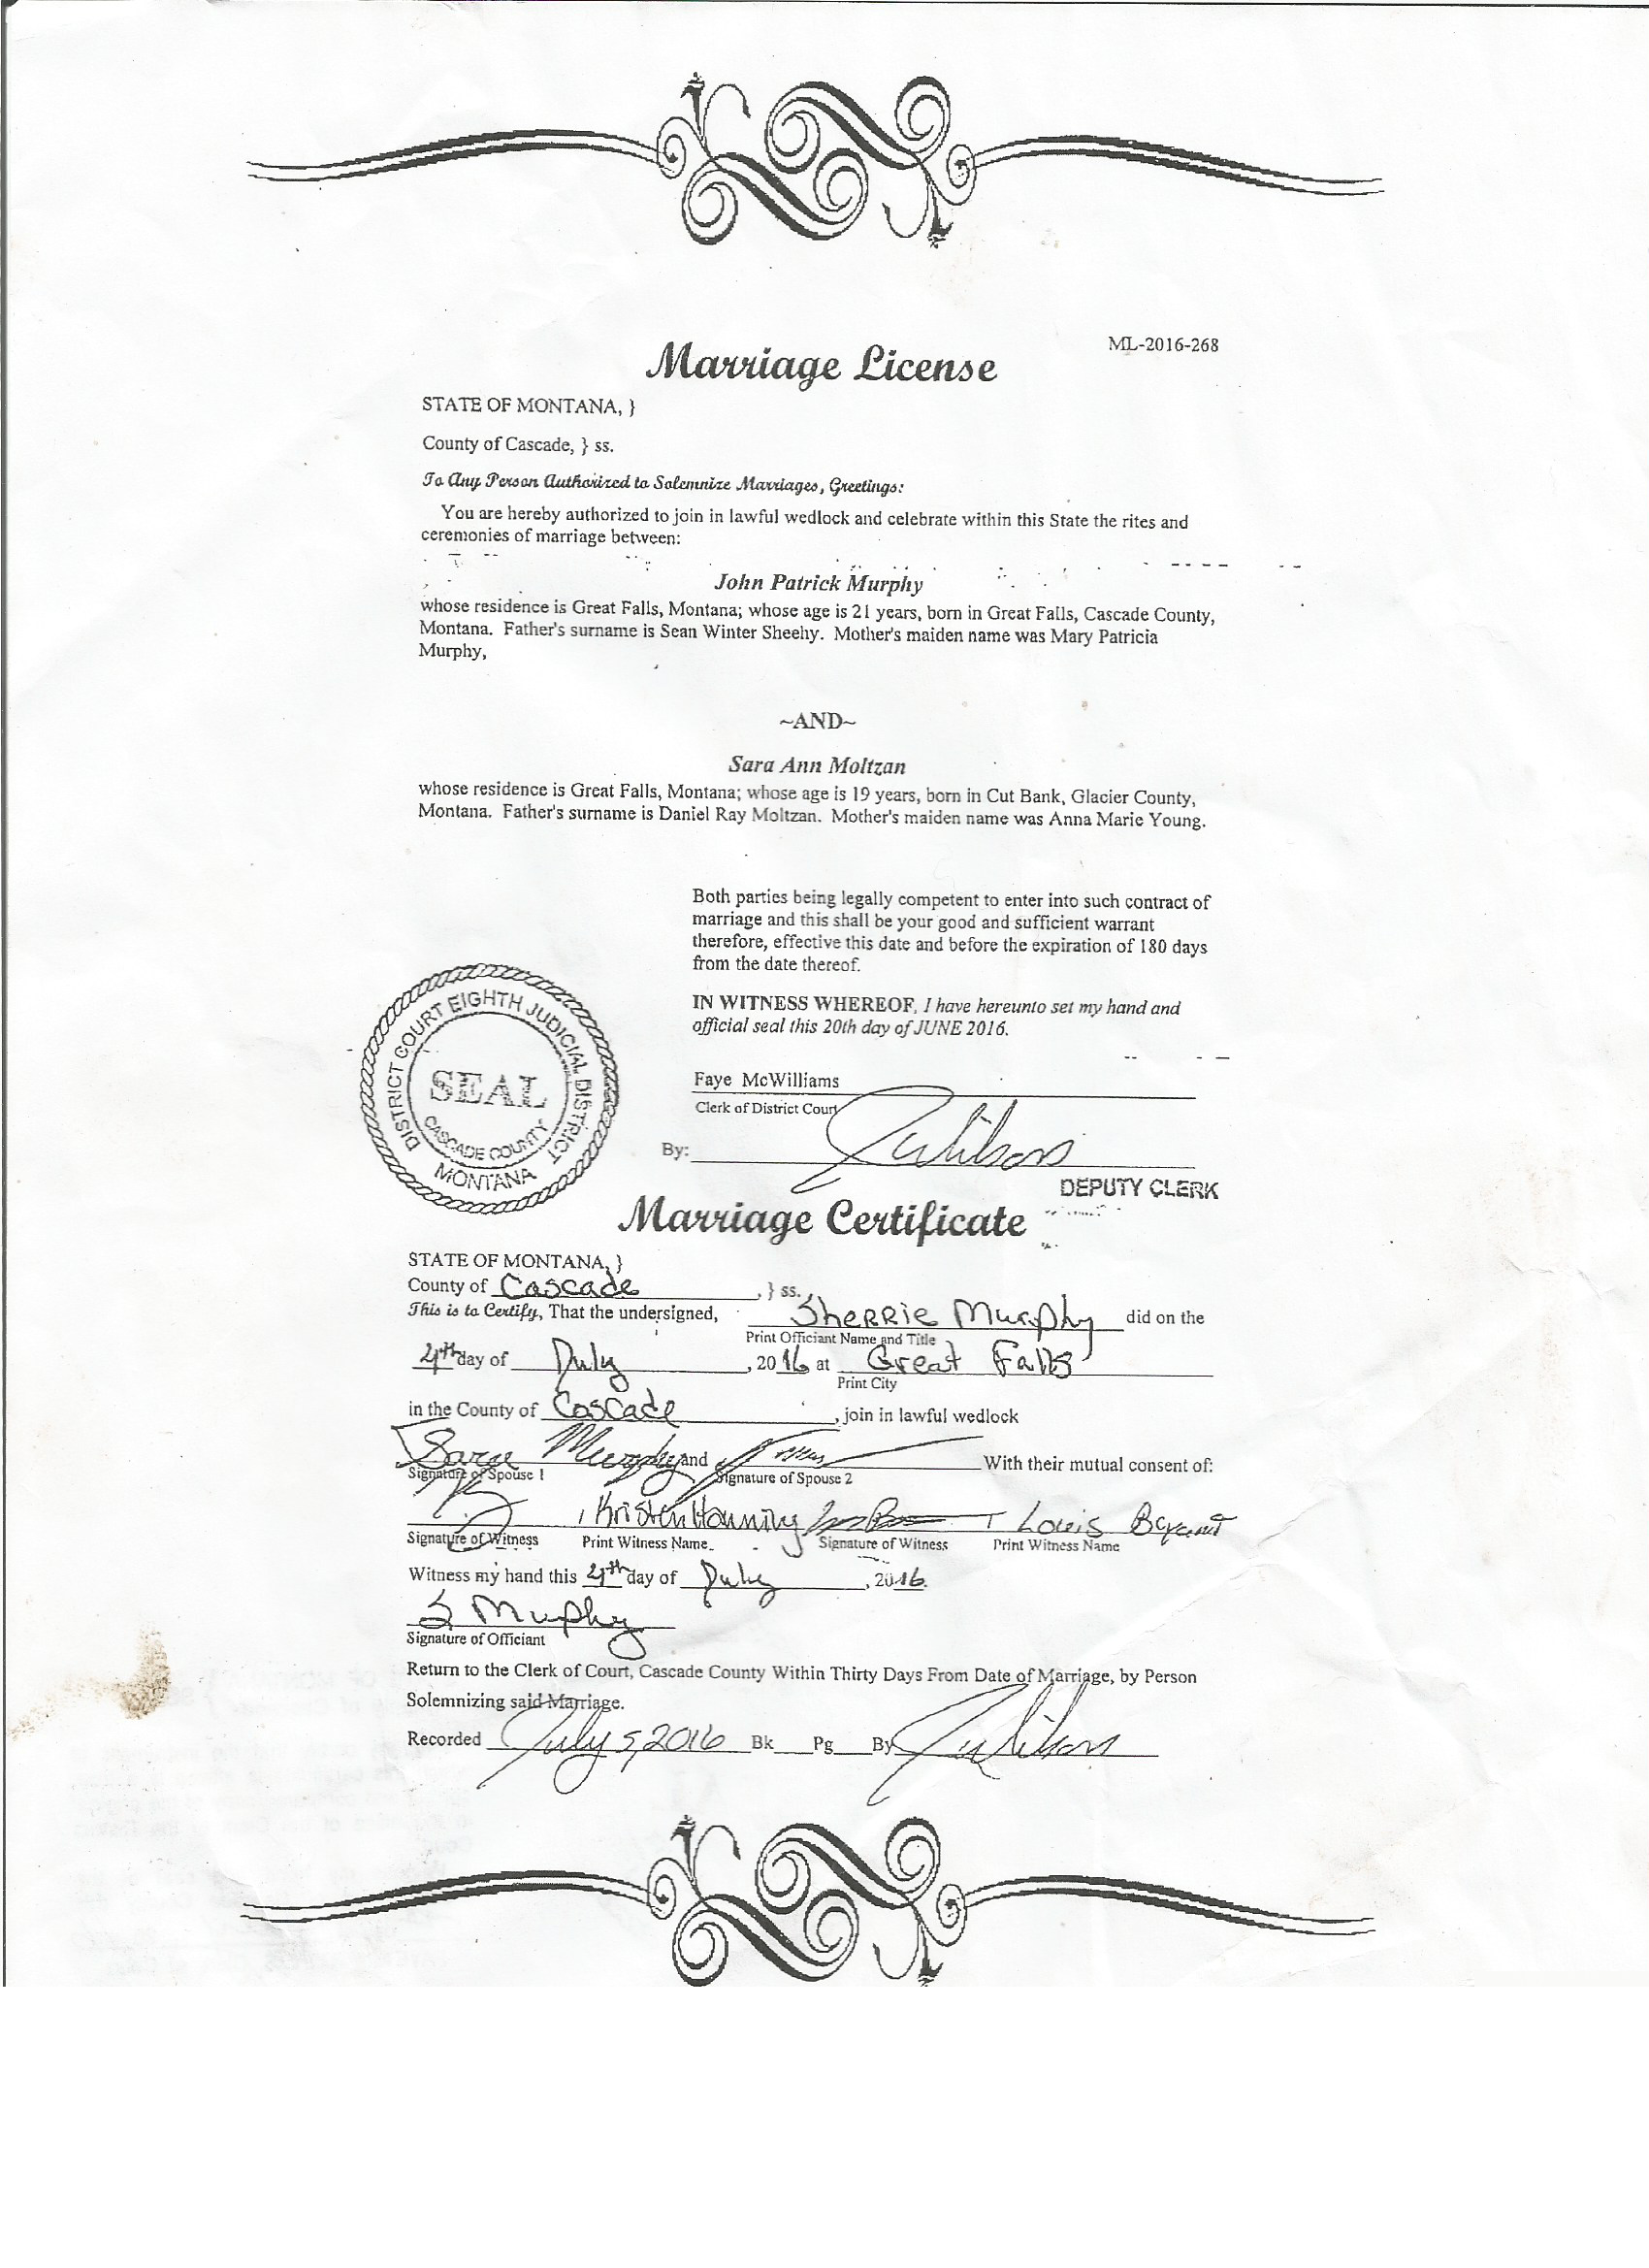 ML-2016-268
Marriage License
STATE OF MONTANA, }
County of Cascade, } ss.
To Any Person Authorized to Solemnize Marriages, Greetings:
You are hereby authorized to join in lawful wedlock and celebrate within this State the rites and
ceremonies of marriage between:
John Patrick Murphy
whose residence is Great Falls, Montana; whose age is 21 years, born in Great Falls, Cascade County,
Montana. Father's surname is Sean Winter Sheehy. Mother's maiden name was Mary Patricia
Murphy,
~AND~
Sara Ann Moltzan
whose residence is Great Falls, Montana; whose age is 19 years, born in Cut Bank, Glacier County,
Montana. Father's surname is Daniel Ray Moltzan. Mother's maiden name was Anna Marie Young.
Both parties being legally competent to enter into such contract of
marriage and this shall be your good and sufficient warrant
therefore, effective this date and before the expiration of 180 days
from the date thereof.
IN WITNESS WHEREOF, I have hereunto set my hand and
official seal this 20th day of JUNE 2016.
DISTRICT COURT EIGHTH JUDICIAL DISTRICT
SEAL
CASCADE COUNTY
MONTANA
Faye McWilliams
Clerk of District Court
By:
DEPUTY CLERK
Marriage Certificate
STATE OF MONTANA, }
County of Cascade, } ss.
This is to Certify, That the undersigned, Sherrie Murphy did on the
Print Officiant Name and Title
4th day of July, 2016 at Great Falls
Print City
in the County of Cascade, join in lawful wedlock
Sara Murphy and With their mutual consent of:
Signature of Spouse 1 Signature of Spouse 2
, Kristen Louis Bryant
Signature of Witness Print Witness Name Signature of Witness Print Witness Name
Witness my hand this 4th day of July, 2016.
S Murphy
Signature of Officiant
Return to the Clerk of Court, Cascade County Within Thirty Days From Date of Marriage, by Person
Solemnizing said Marriage.
Recorded July 5, 2016 Bk Pg By